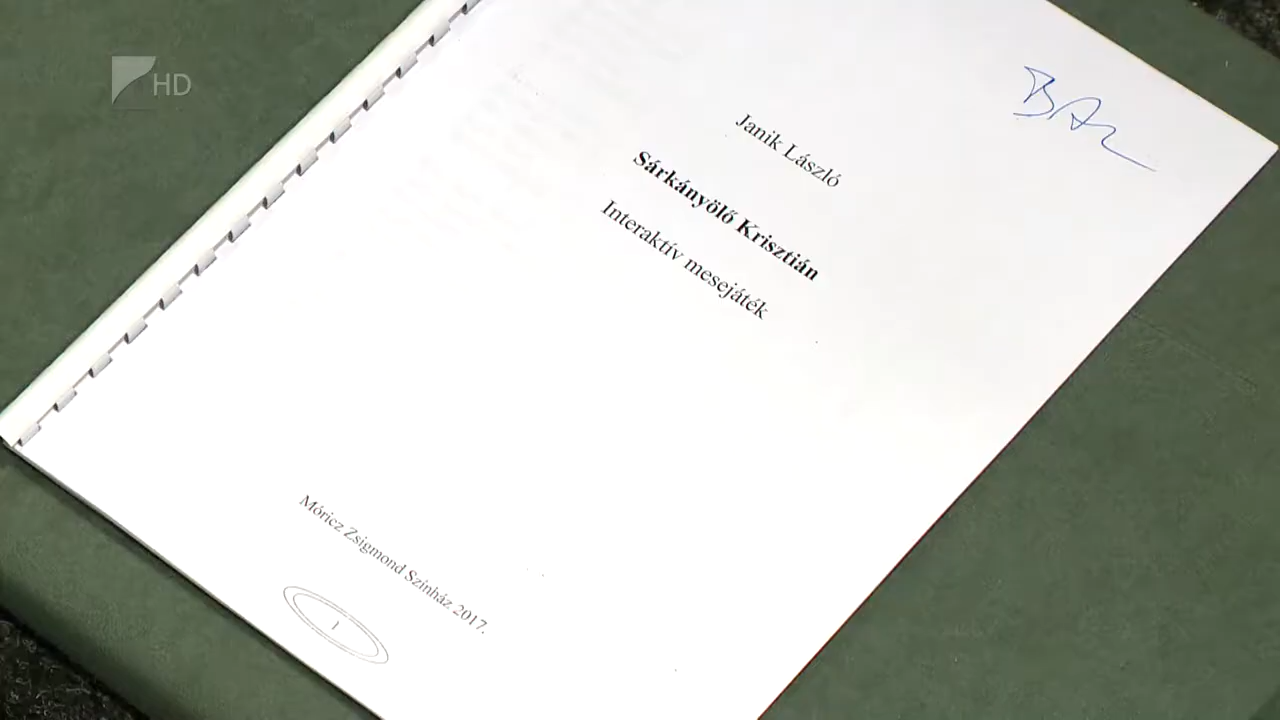 HD
Janik László
Sárkányölő Krisztián
Interaktív mesejáték
Móricz Zsigmond Színház 2017.
1